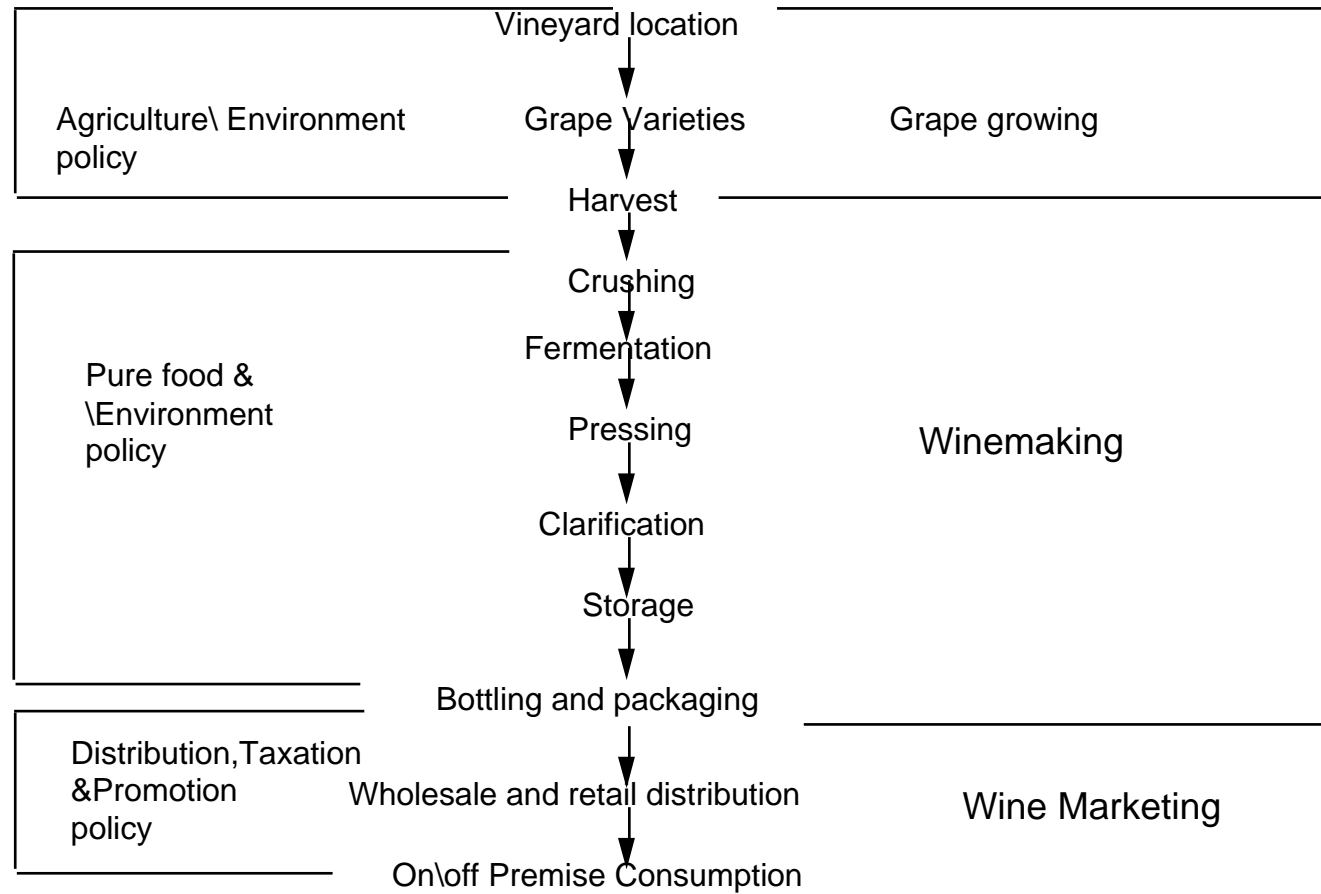 Vineyard location
Agriculture\ Environment
policy
Grape Varieties
Grape growing
Harvest
Crushing
Fermentation
Pure food &
\Environment
policy
Pressing
Winemaking
Clarification
Storage
Bottling and packaging
Distribution,Taxation
&Promotion
policy
Wholesale and retail distribution
Wine Marketing
On\off Premise Consumption